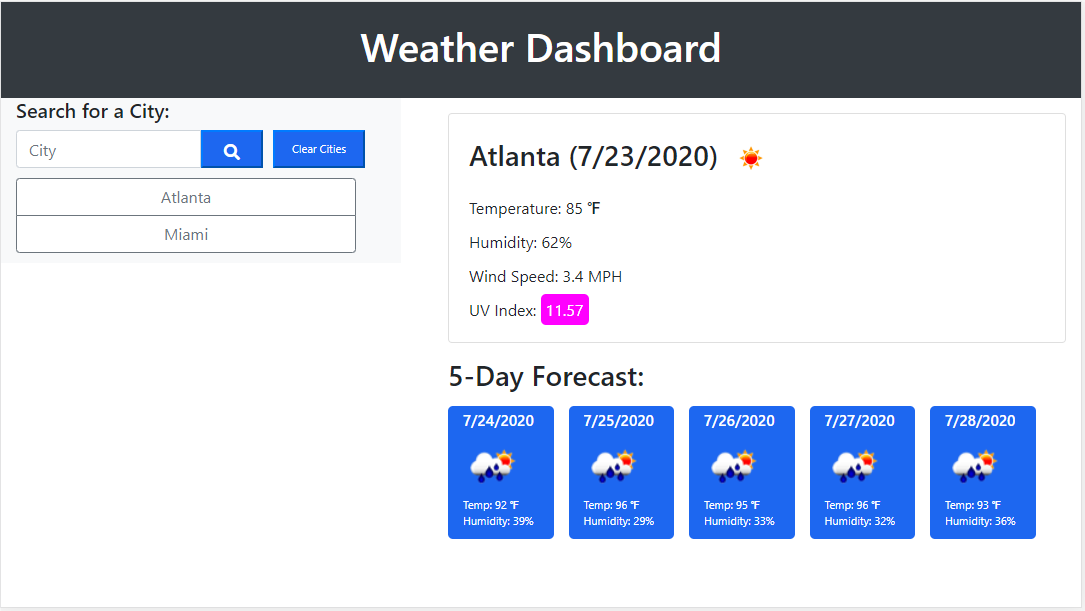 Weather Dashboard
Search for a City:
City
Clear Cities
Atlanta
Miami
Atlanta (7/23/2020)
Temperature: 85 °F
Humidity: 62%
Wind Speed: 3.4 MPH
UV Index: 11.57
5-Day Forecast:
7/24/2020
Temp: 92 °F
Humidity: 39%
7/25/2020
Temp: 96 °F
Humidity: 29%
7/26/2020
Temp: 95 °F
Humidity: 33%
7/27/2020
Temp: 96 °F
Humidity: 32%
7/28/2020
Temp: 93 °F
Humidity: 36%